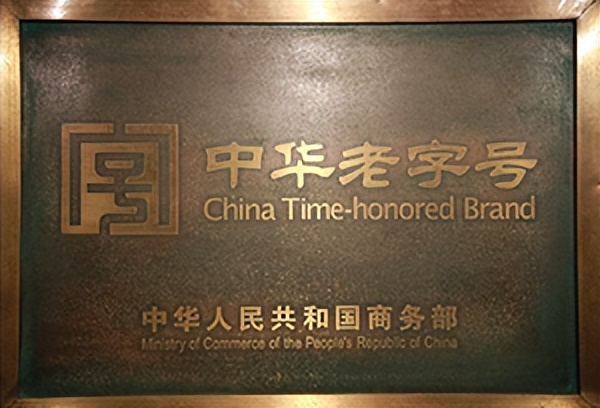 中华老字号
China Time-honored Brand
中华人民共和国商务部
Ministry of Commerce of the People's Republic of China